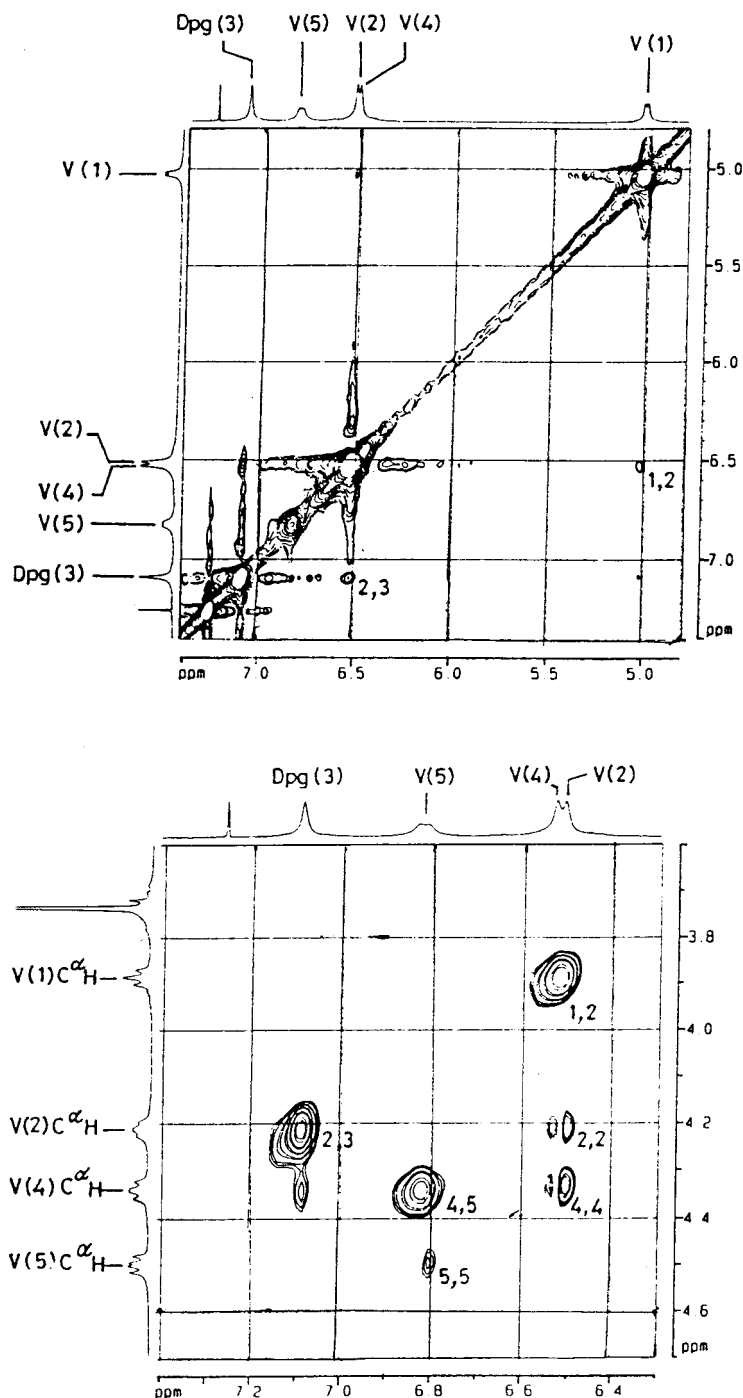 Dpg(3) V(5) V(2) V(4) V(1)
V(1)
5.0
5.5
6.0
V(2)
6.5
1,2
V(4)
V(5)
7.0
Dpg(3)
2,3
ppm
ppm 7.0 6.5 6.0 5.5 5.0
Dpg(3) V(5) V(4) V(2)
3.8
V(1)CαH
1,2
4.0
V(2)CαH
4.2
2,3
2,2
V(4)CαH
4,5
4,4
4.4
V(5)CαH
5,5
4.6
ppm
ppm 7.2 7.0 6.8 6.6 6.4